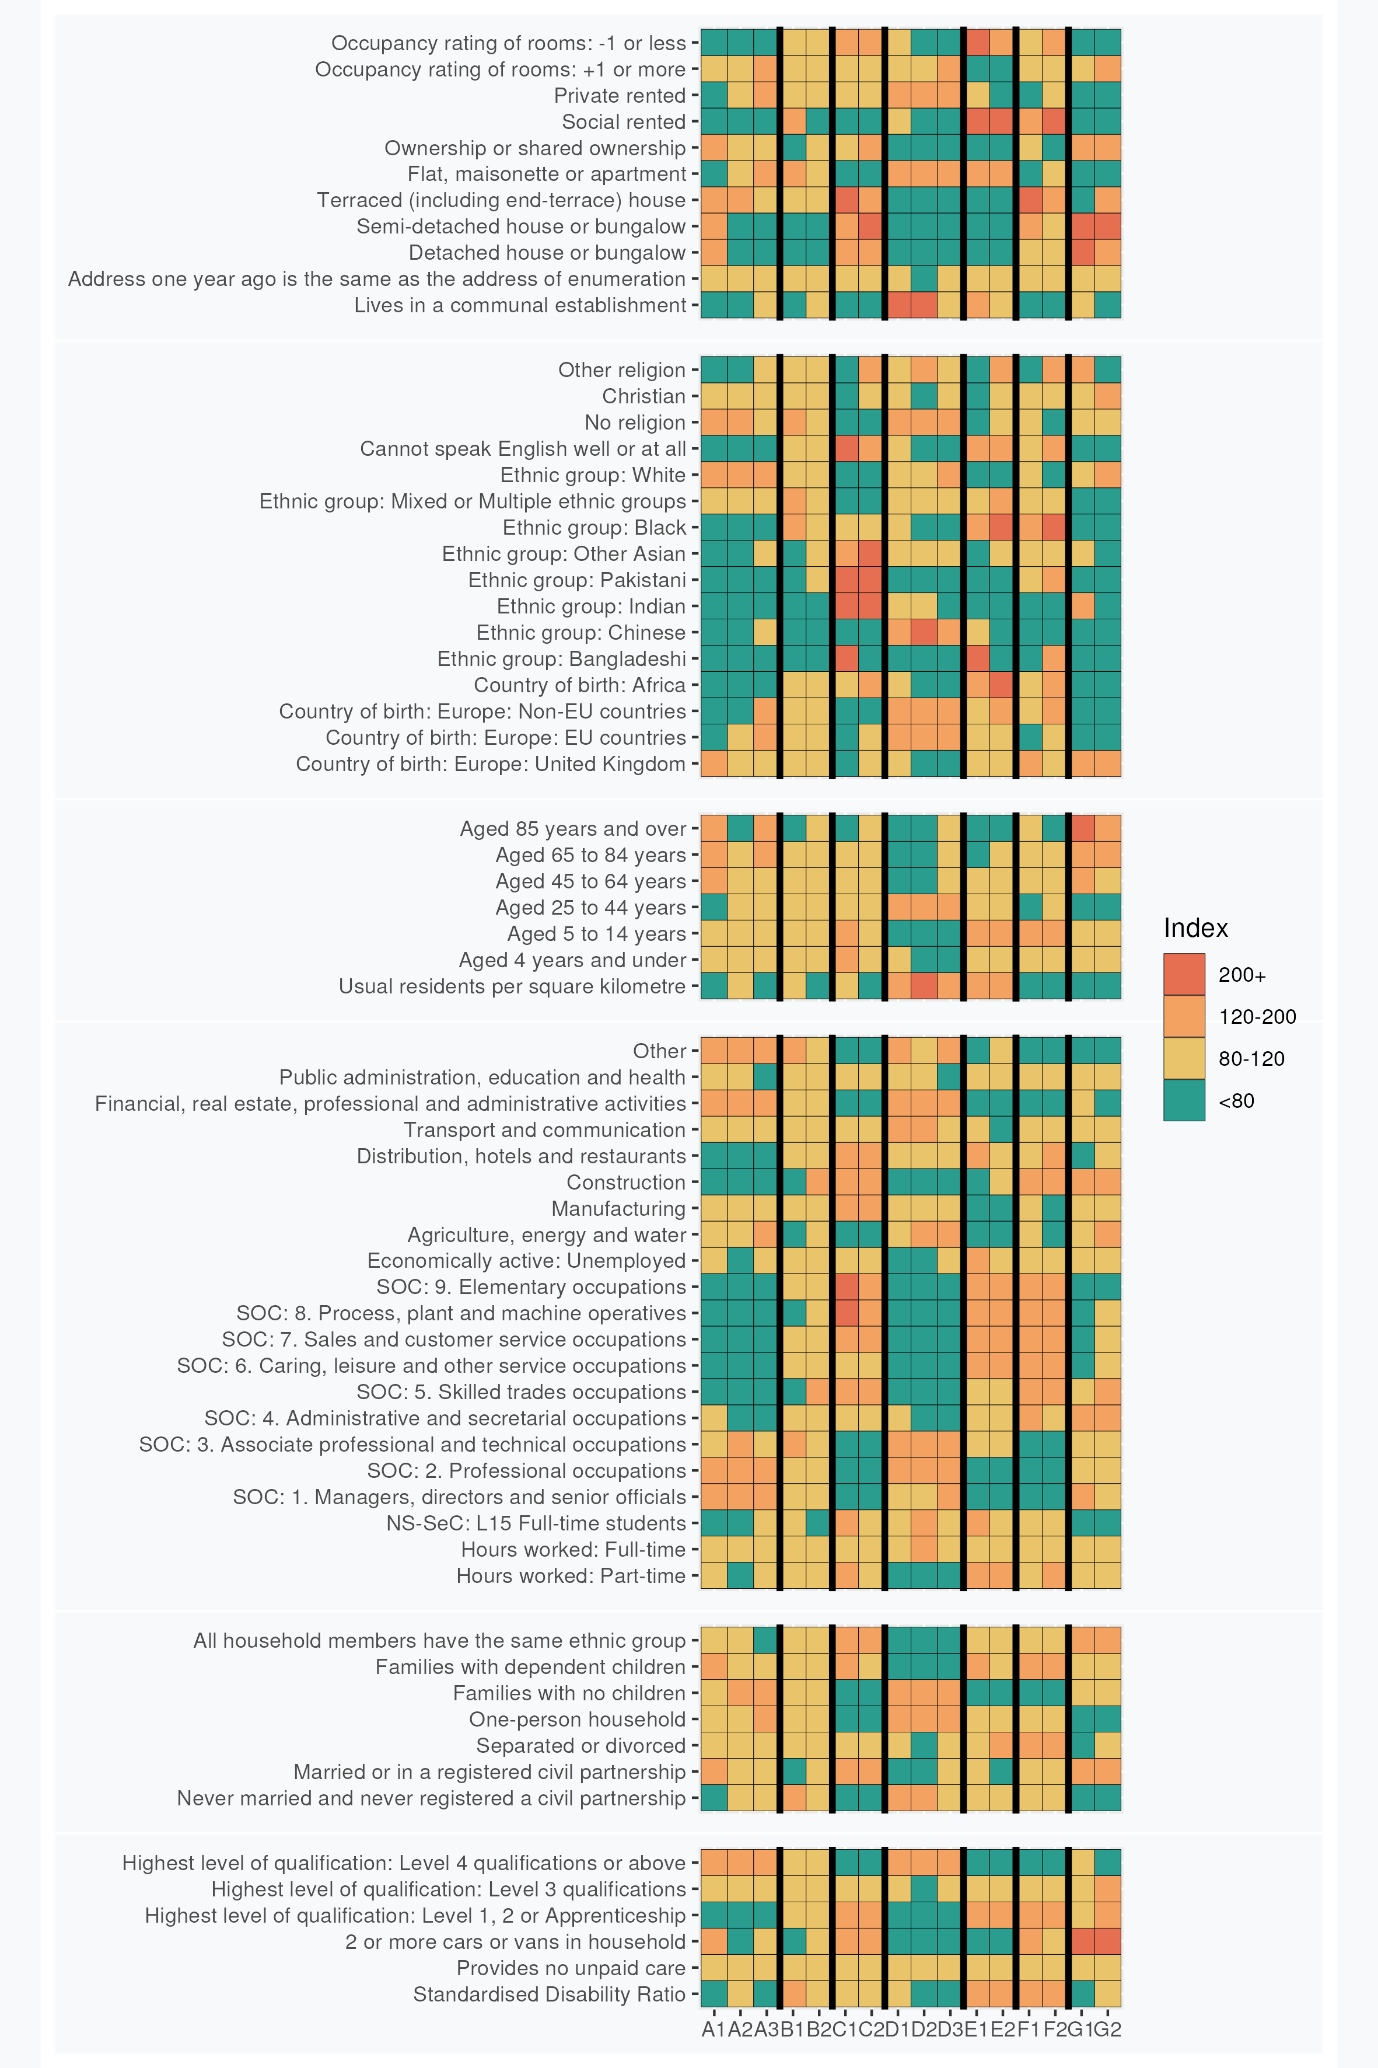 Occupancy rating of rooms: -1 or less
Occupancy rating of rooms: +1 or more
Private rented
Social rented
Ownership or shared ownership
Flat, maisonette or apartment
Terraced (including end-terrace) house
Semi-detached house or bungalow
Detached house or bungalow
Address one year ago is the same as the address of enumeration
Lives in a communal establishment
Other religion
Christian
No religion
Cannot speak English well or at all
Ethnic group: White
Ethnic group: Mixed or Multiple ethnic groups
Ethnic group: Black
Ethnic group: Other Asian
Ethnic group: Pakistani
Ethnic group: Indian
Ethnic group: Chinese
Ethnic group: Bangladeshi
Country of birth: Africa
Country of birth: Europe: Non-EU countries
Country of birth: Europe: EU countries
Country of birth: Europe: United Kingdom
Aged 85 years and over
Aged 65 to 84 years
Aged 45 to 64 years
Aged 25 to 44 years
Aged 5 to 14 years
Aged 4 years and under
Usual residents per square kilometre
Index
200+
120-200
80-120
<80
Other
Public administration, education and health
Financial, real estate, professional and administrative activities
Transport and communication
Distribution, hotels and restaurants
Construction
Manufacturing
Agriculture, energy and water
Economically active: Unemployed
SOC: 9. Elementary occupations
SOC: 8. Process, plant and machine operatives
SOC: 7. Sales and customer service occupations
SOC: 6. Caring, leisure and other service occupations
SOC: 5. Skilled trades occupations
SOC: 4. Administrative and secretarial occupations
SOC: 3. Associate professional and technical occupations
SOC: 2. Professional occupations
SOC: 1. Managers, directors and senior officials
NS-SeC: L15 Full-time students
Hours worked: Full-time
Hours worked: Part-time
All household members have the same ethnic group
Families with dependent children
Families with no children
One-person household
Separated or divorced
Married or in a registered civil partnership
Never married and never registered a civil partnership
Highest level of qualification: Level 4 qualifications or above
Highest level of qualification: Level 3 qualifications
Highest level of qualification: Level 1, 2 or Apprenticeship
2 or more cars or vans in household
Provides no unpaid care
Standardised Disability Ratio
A1 A2 A3 B1 B2 C1 C2 D1 D2 D3 E1 E2 F1 F2 G1 G2